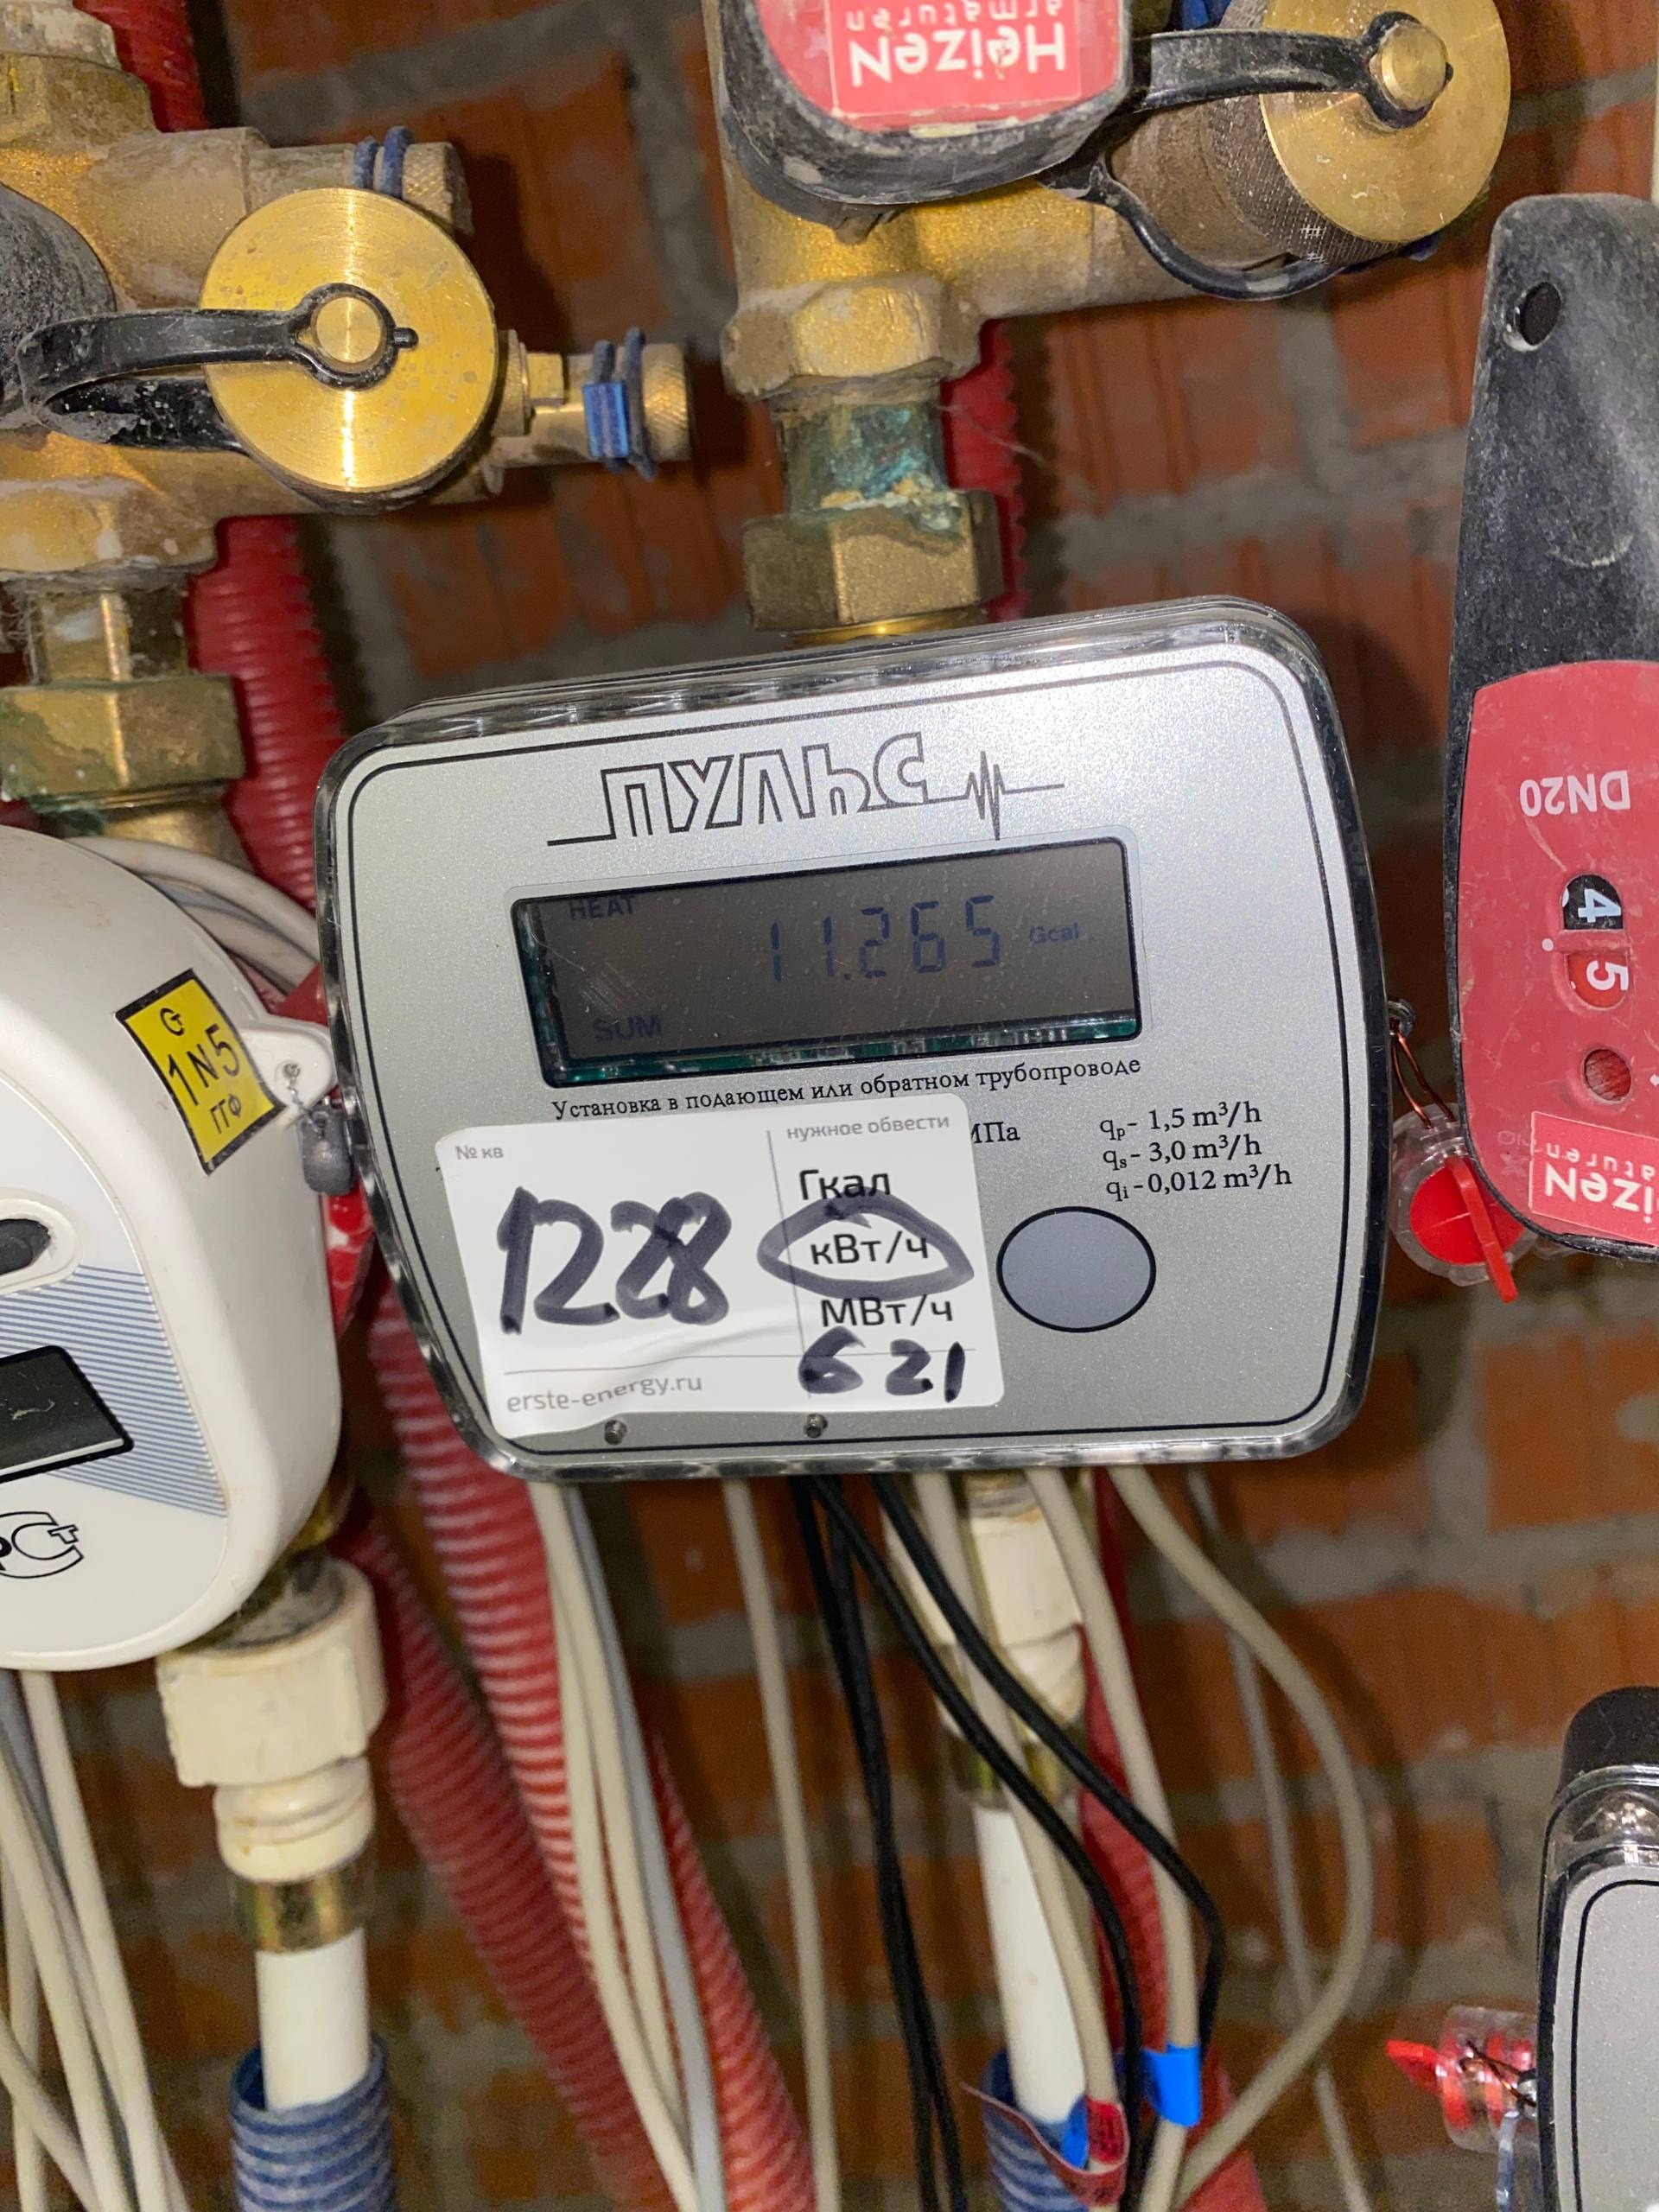 Heizen
armaturen
DN20
4
5
Heizen
ПУЛЬС
HEAT
11.265 Gcal
SUM
Установка в подающем или обратном трубопроводе
МПа
qp- 1,5 m³/h
qs- 3,0 m³/h
qi-0,012 m³/h
№ кв
нужное обвести
1228
Гкал
кВт/ч
МВт/ч
621
erste-energy.ru
1N5
ГГФ